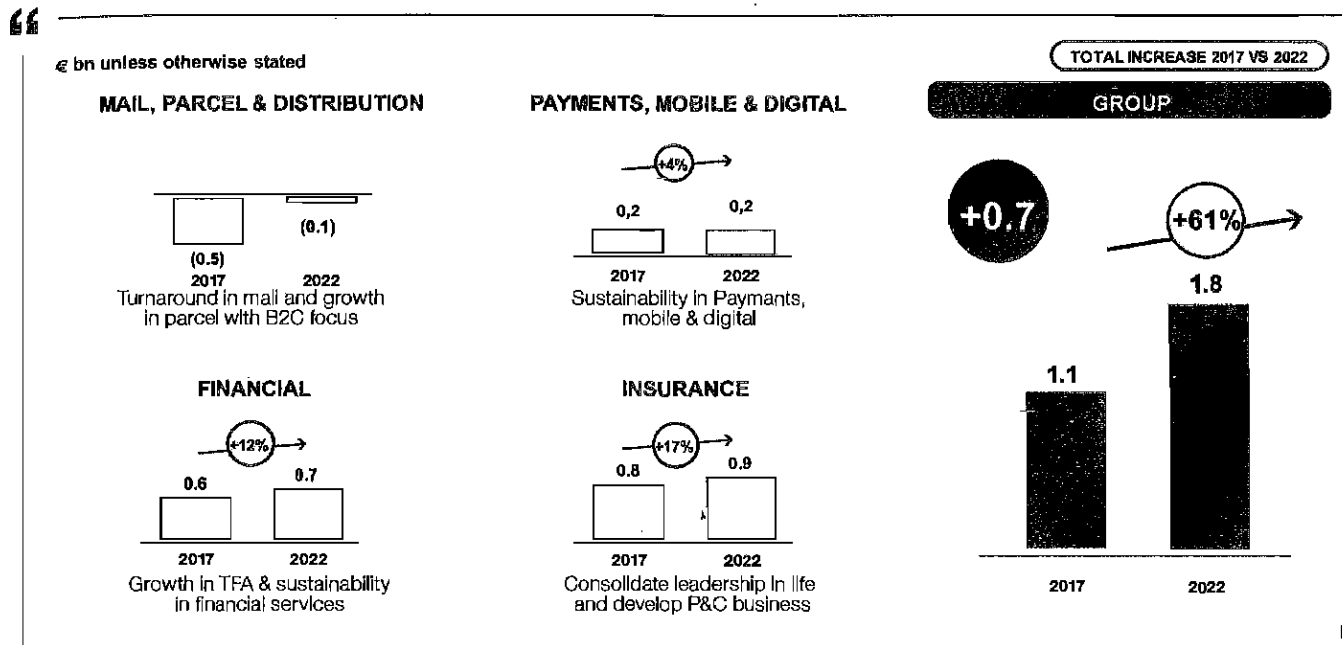 “
€ bn unless otherwise stated
TOTAL INCREASE 2017 VS 2022
MAIL, PARCEL & DISTRIBUTION
(0.5)
(0.1)
2017 2022
Turnaround in mail and growth
in parcel with B2C focus
PAYMENTS, MOBILE & DIGITAL
+4%
0,2 0,2
2017 2022
Sustainability in Paymants,
mobile & digital
FINANCIAL
+12%
0.6 0.7
2017 2022
Growth in TFA & sustainability
in financial services
INSURANCE
+17%
0.8 0.9
2017 2022
Consolidate leadership in life
and develop P&C business
GROUP
+0.7
+61%
1.1 1.8
2017 2022